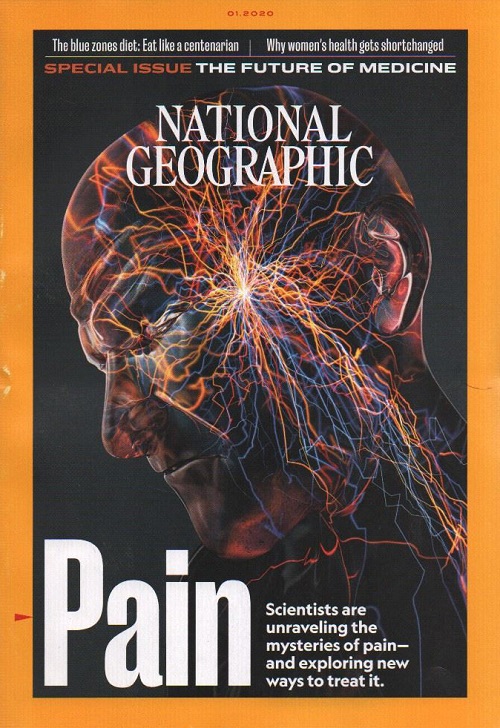 01.2020
The blue zones diet: Eat like a centenarian | Why women's health gets shortchanged
SPECIAL ISSUE THE FUTURE OF MEDICINE
NATIONAL
GEOGRAPHIC
Pain
Scientists are
unraveling the
mysteries of pain—
and exploring new
ways to treat it.